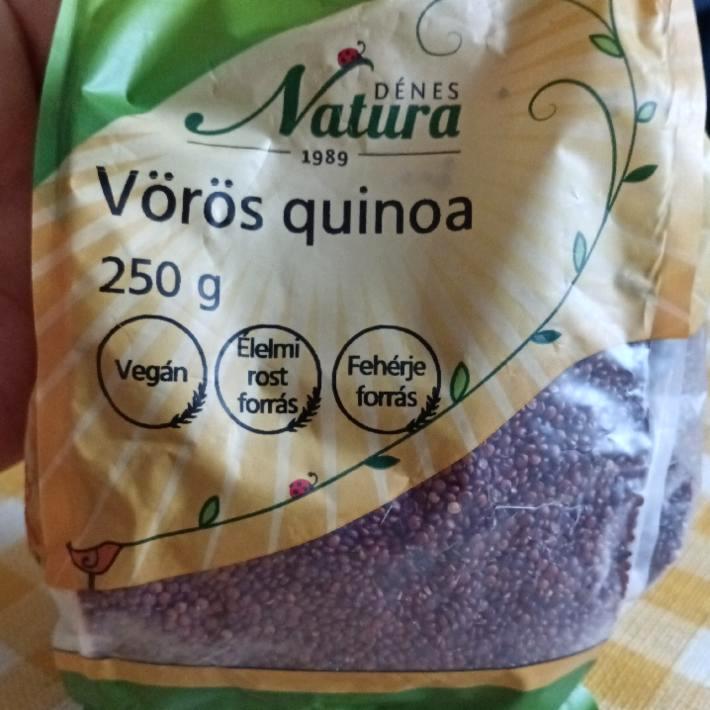 DÉNES
Natura
1989
Vörös quinoa
250 g
Vegán
Élelmi
rost
forrás
Fehérje
forrás